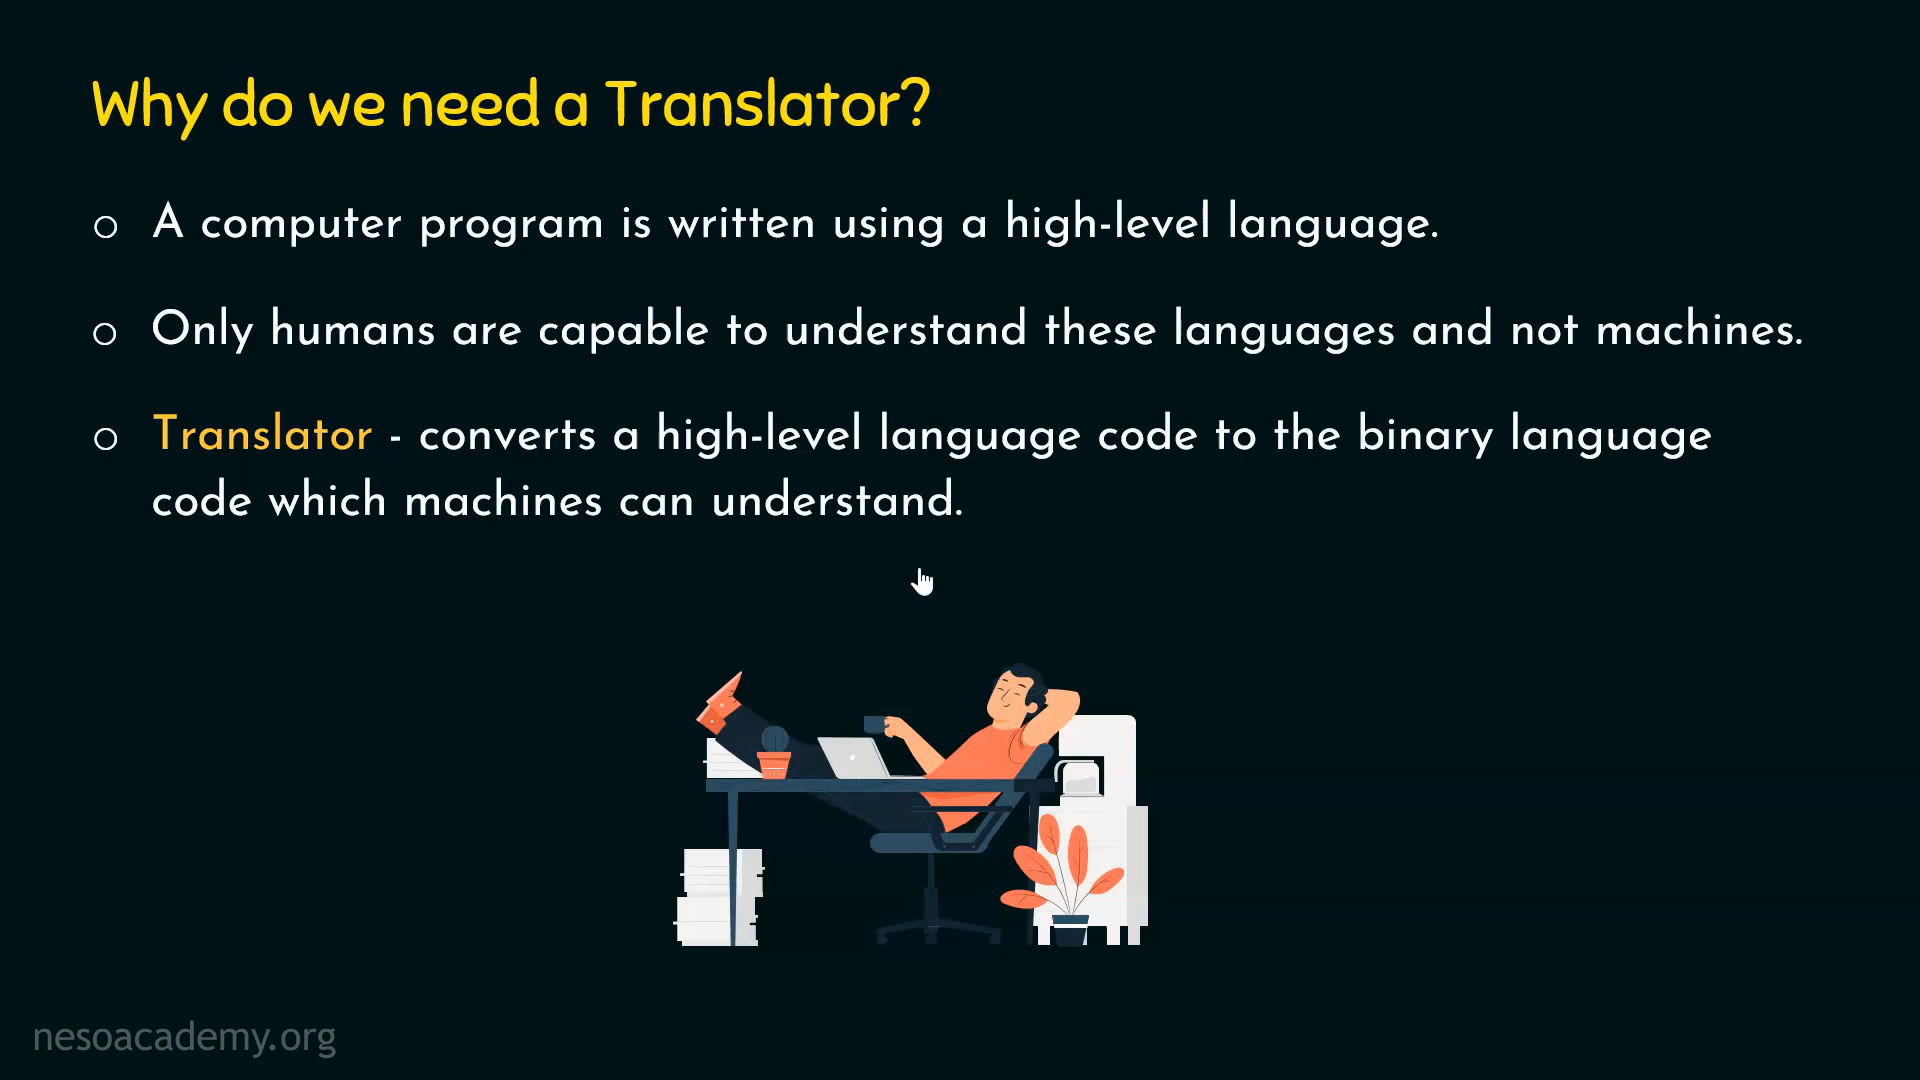 Why do we need a Translator?
○ A computer program is written using a high-level language.
○ Only humans are capable to understand these languages and not machines.
○ Translator - converts a high-level language code to the binary language
code which machines can understand.
nesoacademy.org